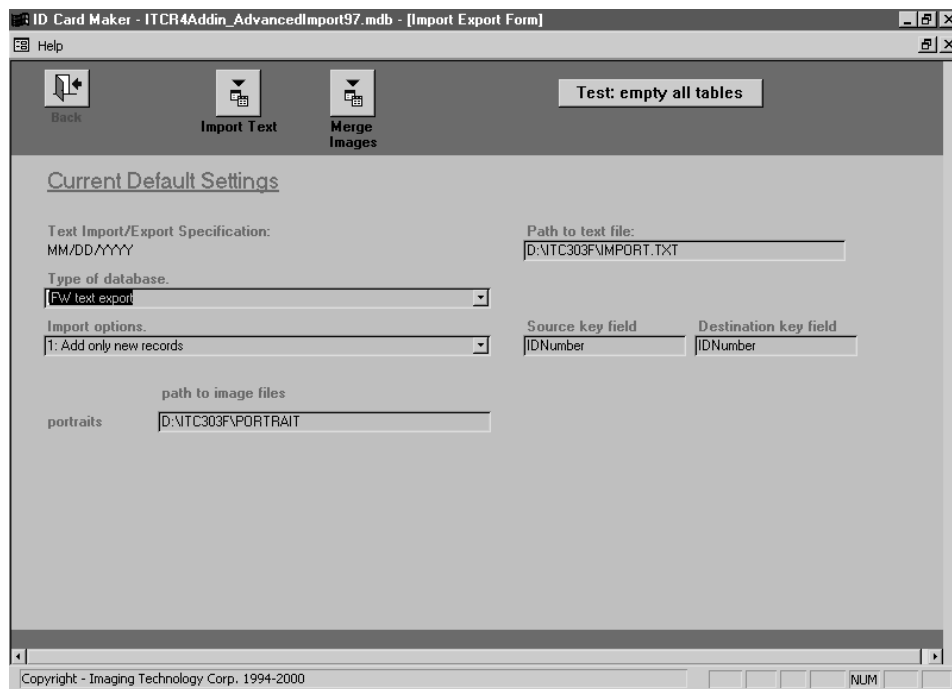 ID Card Maker - ITCR4Addin_AdvancedImport97.mdb - [Import Export Form]
Help
Back
Import Text
Merge
Images
Test: empty all tables
Current Default Settings
Text Import/Export Specification:
MM/DD/YYYY
Path to text file:
D:\ITC303F\IMPORT.TXT
Type of database.
FW text export
Import options.
1: Add only new records
Source key field
Destination key field
IDNumber
IDNumber
path to image files
portraits
D:\ITC303F\PORTRAIT
Copyright - Imaging Technology Corp. 1994-2000
NUM